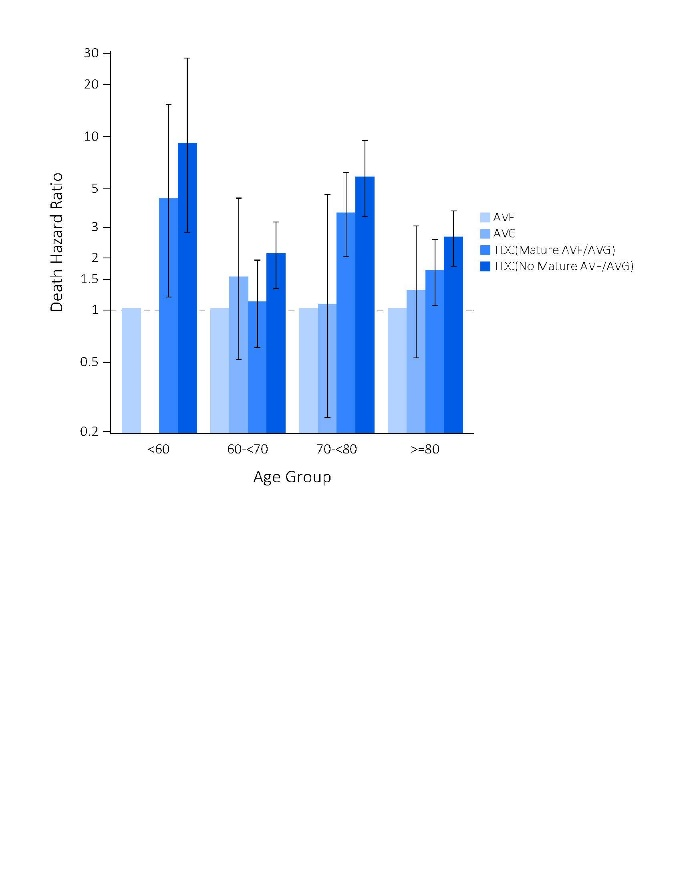 Death Hazard Ratio
30
20
10
5
3
2
1.5
1
0.5
0.2
<60
60-<70
70-<80
>=80
Age Group
AVF
AVG
TDC(Mature AVF/AVG)
TDC(No Mature AVF/AVG)